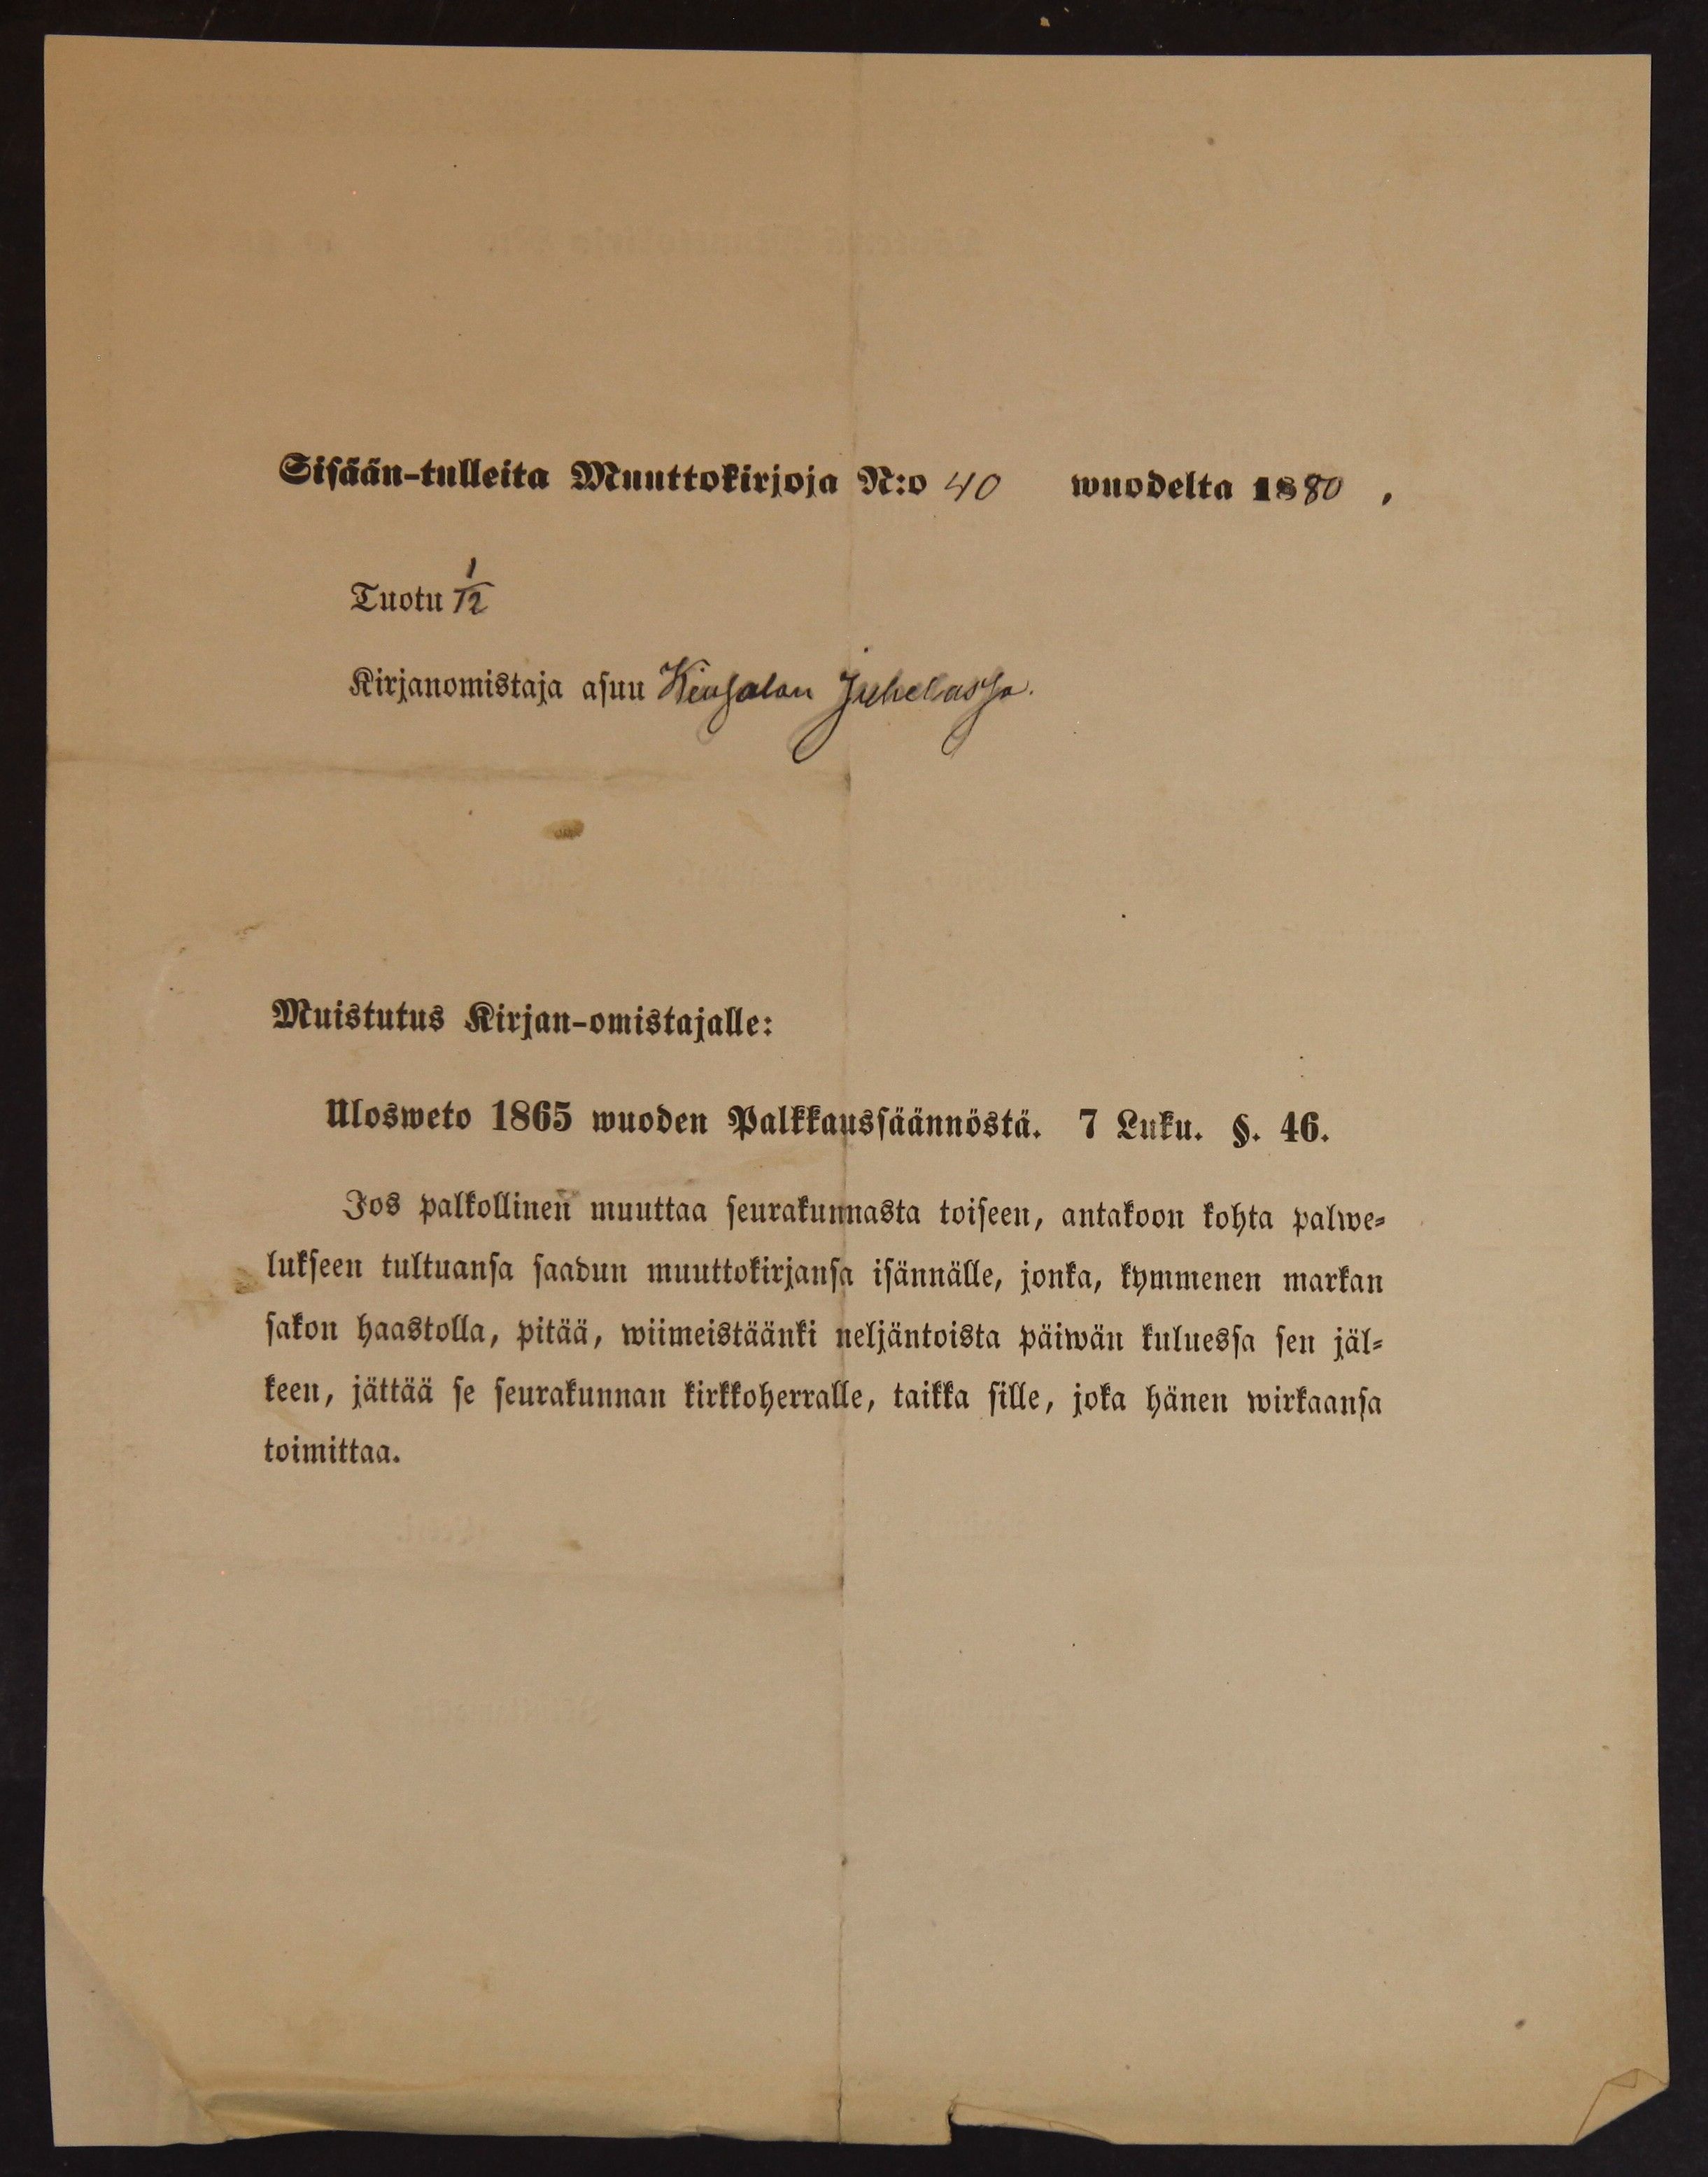 Sisään-tulleita Muuttokirjoja N:o 40 wuodelta 1880.
Tuotu 1/12
Kirjanomistaja asuu Juhelassa.
Muistutus Kirjan-omistajalle:
Ulosweto 1865 wuoden Palkkaussäännöstä. 7 Luku. §. 46.
Jos palkollinen muuttaa seurakunnasta toiseen, antakoon kohta palwe-
lukseen tultuansa saadun muuttokirjansa isännälle, jonka, kymmenen markan
sakon haastolla, pitää, wiimeistäänki neljäntoista päiwän kuluessa sen jäl-
keen, jättää se seurakunnan kirkkoherralle, taikka sille, joka hänen wirkaansa
toimittaa.